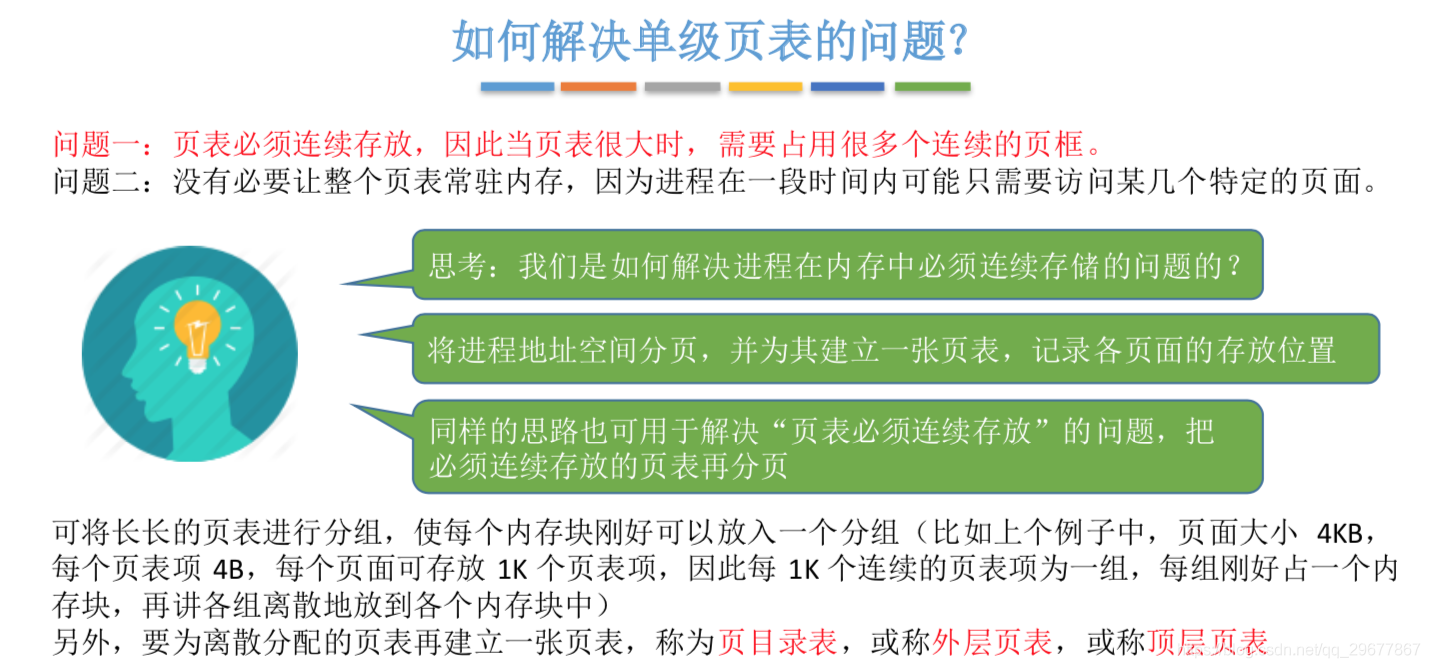 如何解决单级页表的问题？
问题一：页表必须连续存放，因此当页表很大时，需要占用很多个连续的页框。
问题二：没有必要让整个页表常驻内存，因为进程在一段时间内可能只需要访问某几个特定的页面。
思考：我们是如何解决进程在内存中必须连续存储的问题的？
将进程地址空间分页，并为其建立一张页表，记录各页面的存放位置
同样的思路也可用于解决“页表必须连续存放”的问题，把
必须连续存放的页表再分页
可将长长的页表进行分组，使每个内存块刚好可以放入一个分组（比如上个例子中，页面大小 4KB，
每个页表项 4B，每个页面可存放 1K 个页表项，因此每 1K 个连续的页表项为一组，每组刚好占一个内
存块，再讲各组离散地放到各个内存块中）
另外，要为离散分配的页表再建立一张页表，称为页目录表，或称外层页表，或称顶层页表
https://blog.csdn.net/qq_29677867